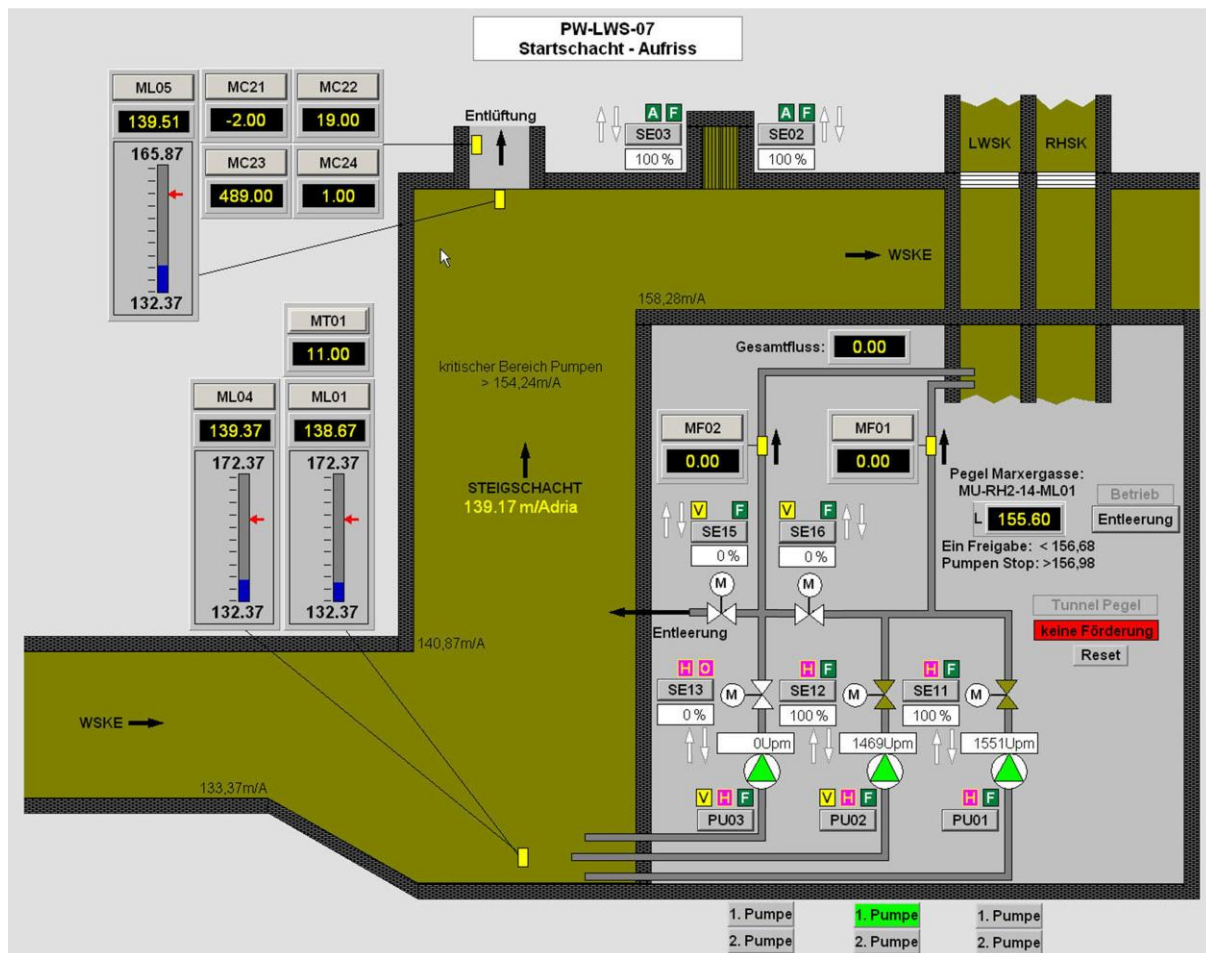 PW-LWS-07
Startschacht - Aufriss
ML05
139.51
165.87
132.37
MC21
-2.00
MC22
19.00
MC23
489.00
MC24
1.00
Entlüftung
A F
SE03
100 %
A F
SE02
100 %
LWSK
RHSK
WSKE
158,28m/A
MT01
11.00
ML04
139.37
172.37
132.37
ML01
138.67
172.37
132.37
kritischer Bereich Pumpen
> 154,24m/A
STEIGSCHACHT
139.17 m/Adria
Gesamtfluss: 0.00
MF02
0.00
MF01
0.00
Pegel Marxergasse:
MU-RH2-14-ML01
L 155.60
Ein Freigabe: < 156,68
Pumpen Stop: >156,98
Betrieb
Entleerung
V F
SE15
0 %
V F
SE16
0 %
M
M
Entleerung
Tunnel Pegel
keine Förderung
Reset
140,87m/A
WSKE
133,37m/A
H O
SE13
0 %
M
H F
SE12
100 %
M
H F
SE11
100 %
M
0Upm
1469Upm
1551Upm
V H F
PU03
V H F
PU02
H F
PU01
1. Pumpe
1. Pumpe
1. Pumpe
2. Pumpe
2. Pumpe
2. Pumpe